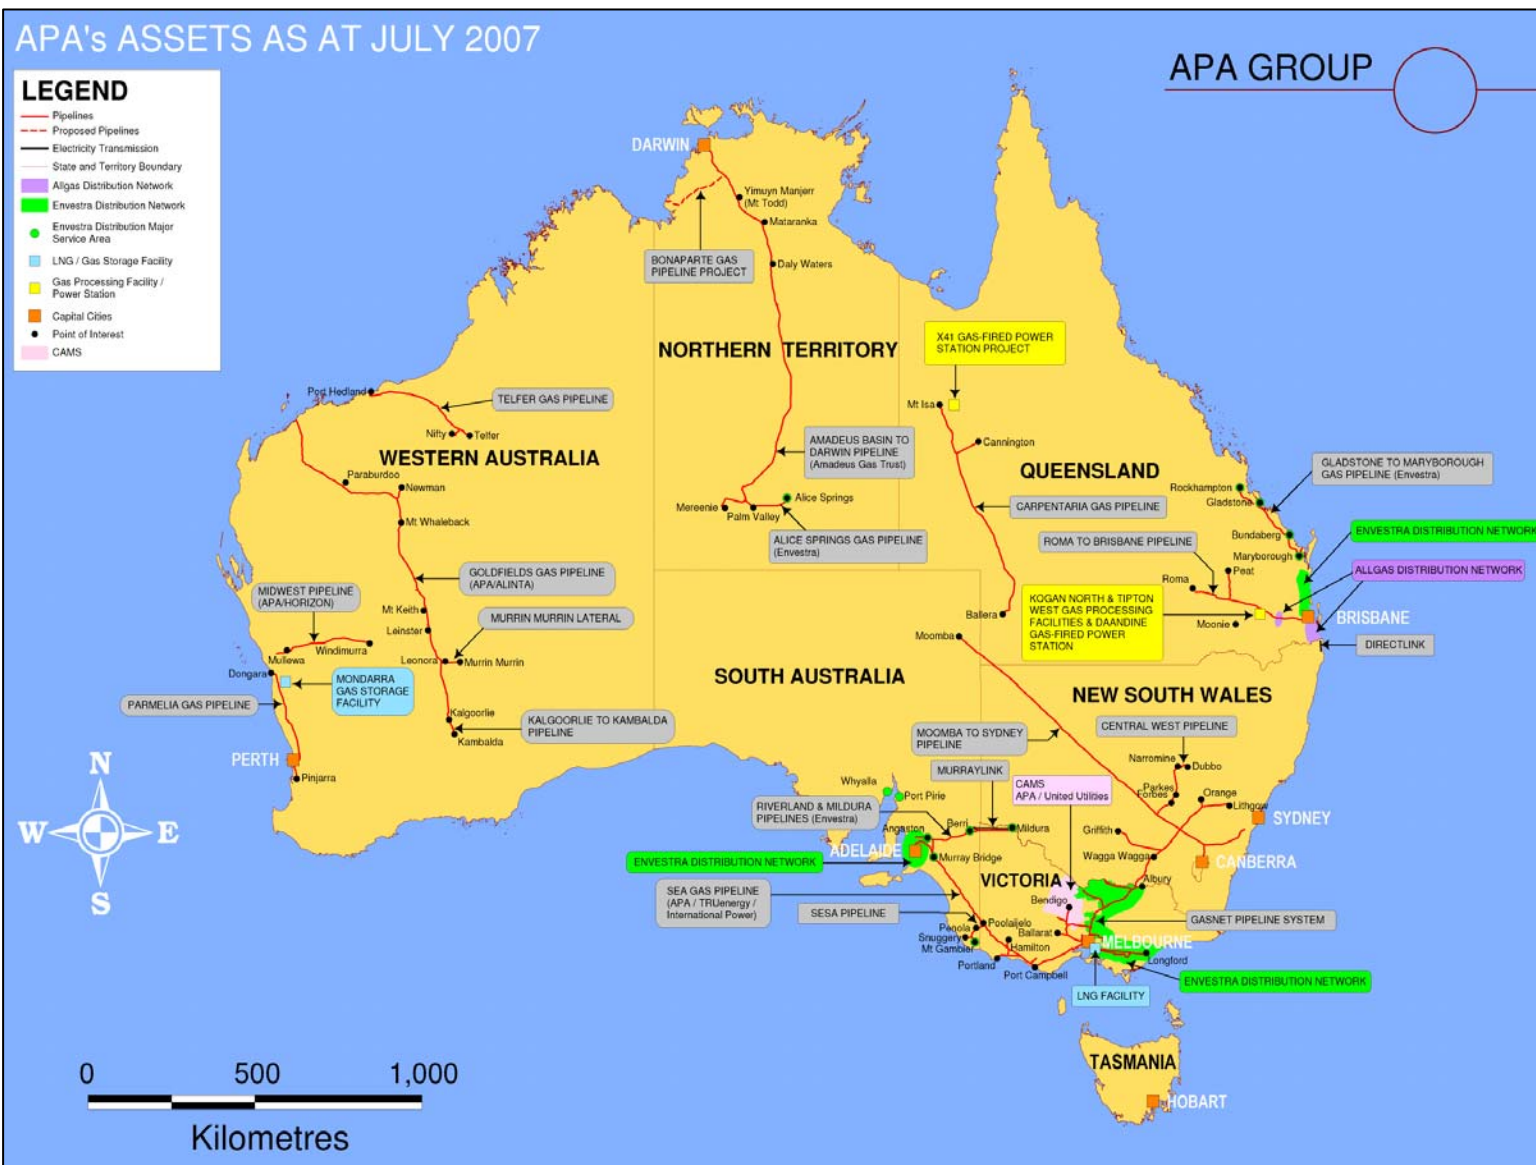 APA's ASSETS AS AT JULY 2007
APA GROUP
LEGEND
Pipelines
Proposed Pipelines
Electricity Transmission
State and Territory Boundary
Allgas Distribution Network
Envestra Distribution Network
Envestra Distribution Major
Service Area
LNG / Gas Storage Facility
Gas Processing Facility /
Power Station
Capital Cities
Point of Interest
CAMS
DARWIN
Yimuyn Manjerr
(Mt Todd)
Mataranka
BONAPARTE GAS
PIPELINE PROJECT
Daly Waters
NORTHERN TERRITORY
X41 GAS-FIRED POWER
STATION PROJECT
Port Hedland
TELFER GAS PIPELINE
Mt Isa
Nifty
Telfer
Cannington
AMADEUS BASIN TO
DARWIN PIPELINE
(Amadeus Gas Trust)
WESTERN AUSTRALIA
QUEENSLAND
GLADSTONE TO MARYBOROUGH
GAS PIPELINE (Envestra)
Paraburdoo
Newman
Rockhampton
Gladstone
Mereenie
Alice Springs
Palm Valley
CARPENTARIA GAS PIPELINE
Mt Whaleback
Bundaberg
ENVESTRA DISTRIBUTION NETWORK
ALICE SPRINGS GAS PIPELINE
(Envestra)
ROMA TO BRISBANE PIPELINE
Maryborough
Peat
ALLGAS DISTRIBUTION NETWORK
GOLDFIELDS GAS PIPELINE
(APA/ALINTA)
Roma
MIDWEST PIPELINE
(APA/HORIZON)
KOGAN NORTH & TIPTON
WEST GAS PROCESSING
FACILITIES & DAANDINE
GAS-FIRED POWER
STATION
Mt Keith
MURRIN MURRIN LATERAL
Ballera
Moonie
BRISBANE
Leinster
Moomba
DIRECTLINK
Mullewa
Windimurra
Leonora
Murrin Murrin
Dongara
MONDARRA
GAS STORAGE
FACILITY
SOUTH AUSTRALIA
NEW SOUTH WALES
PARMELIA GAS PIPELINE
Kalgoorlie
Kambalda
KALGOORLIE TO KAMBALDA
PIPELINE
MOOMBA TO SYDNEY
PIPELINE
CENTRAL WEST PIPELINE
PERTH
Pinjarra
Narromine
Dubbo
MURRAYLINK
Whyalla
Port Pirie
CAMS
APA / United Utilities
Parkes
Forbes
Orange
Lithgow
RIVERLAND & MILDURA
PIPELINES (Envestra)
Angaston
Berri
Mildura
Griffith
SYDNEY
ENVESTRA DISTRIBUTION NETWORK
ADELAIDE
Murray Bridge
Wagga Wagga
CANBERRA
VICTORIA
Albury
SEA GAS PIPELINE
(APA / TRUenergy /
International Power)
Bendigo
SESA PIPELINE
Poolaijelo
Penola
Snuggery
Mt Gambier
Ballarat
Hamilton
GASNET PIPELINE SYSTEM
MELBOURNE
Longford
Portland
Port Campbell
ENVESTRA DISTRIBUTION NETWORK
LNG FACILITY
TASMANIA
HOBART
N
W
E
S
0 500 1,000
Kilometres